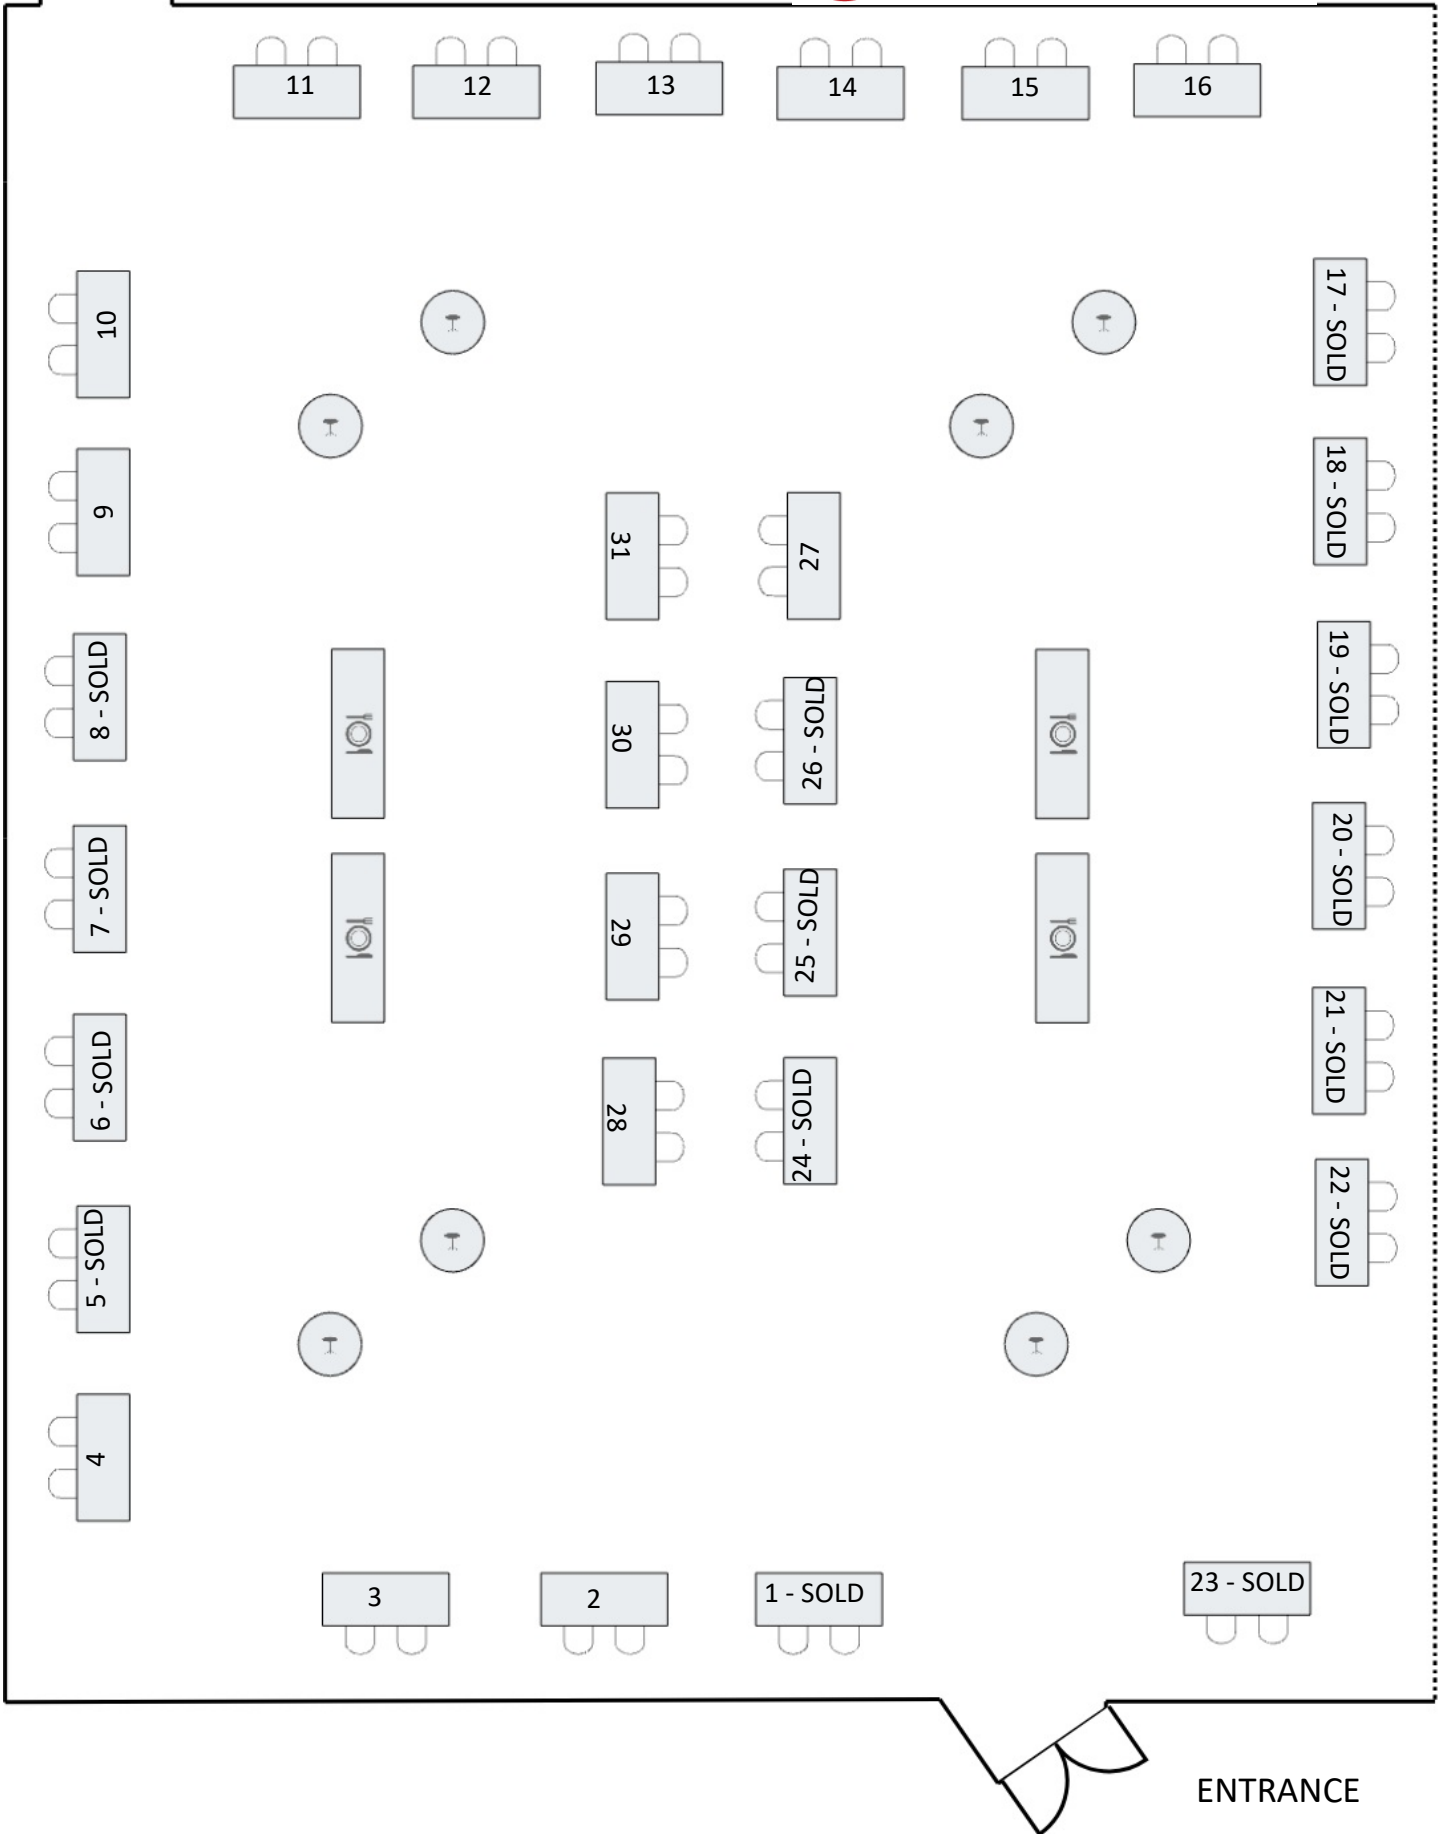 11
12
13
14
15
16
10
17 - SOLD
9
18 - SOLD
31
27
8 - SOLD
19 - SOLD
30
26 - SOLD
7 - SOLD
20 - SOLD
29
25 - SOLD
6 - SOLD
21 - SOLD
28
24 - SOLD
5 - SOLD
22 - SOLD
4
3
2
1 - SOLD
23 - SOLD
ENTRANCE